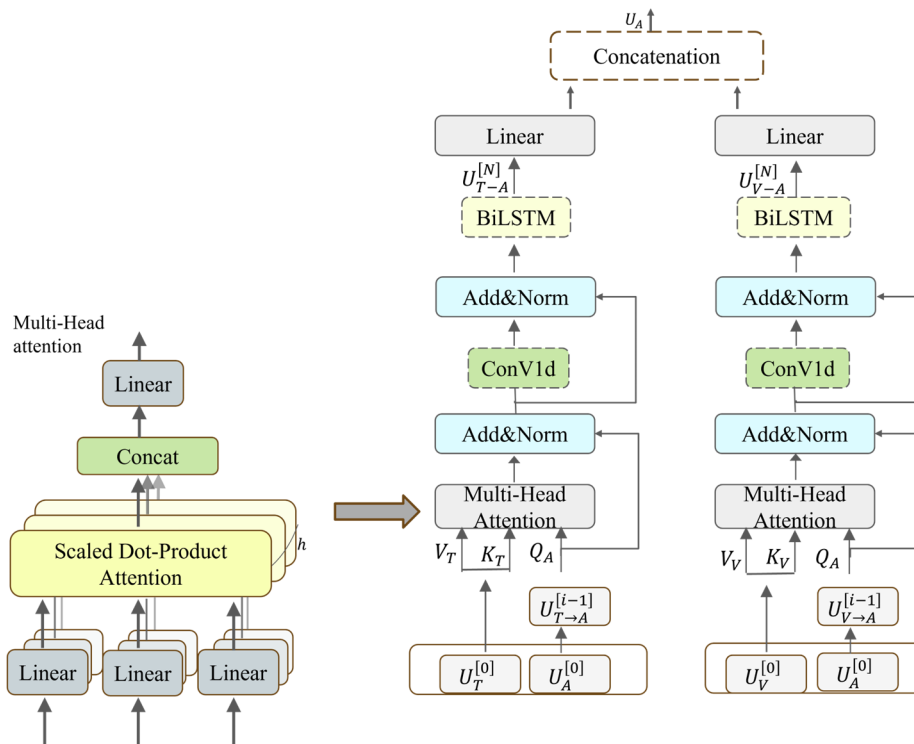 U_A
Concatenation
Linear
Linear
U_{T-A}^{[N]}
U_{V-A}^{[N]}
BiLSTM
BiLSTM
Add&Norm
Add&Norm
Multi-Head
attention
ConV1d
ConV1d
Linear
Add&Norm
Add&Norm
Concat
Multi-Head
Attention
Multi-Head
Attention
Scaled Dot-Product
Attention
h
V_T
K_T
Q_A
V_V
K_V
Q_A
U_{T→A}^{[i-1]}
U_{V→A}^{[i-1]}
Linear
Linear
Linear
U_T^{[0]}
U_A^{[0]}
U_V^{[0]}
U_A^{[0]}